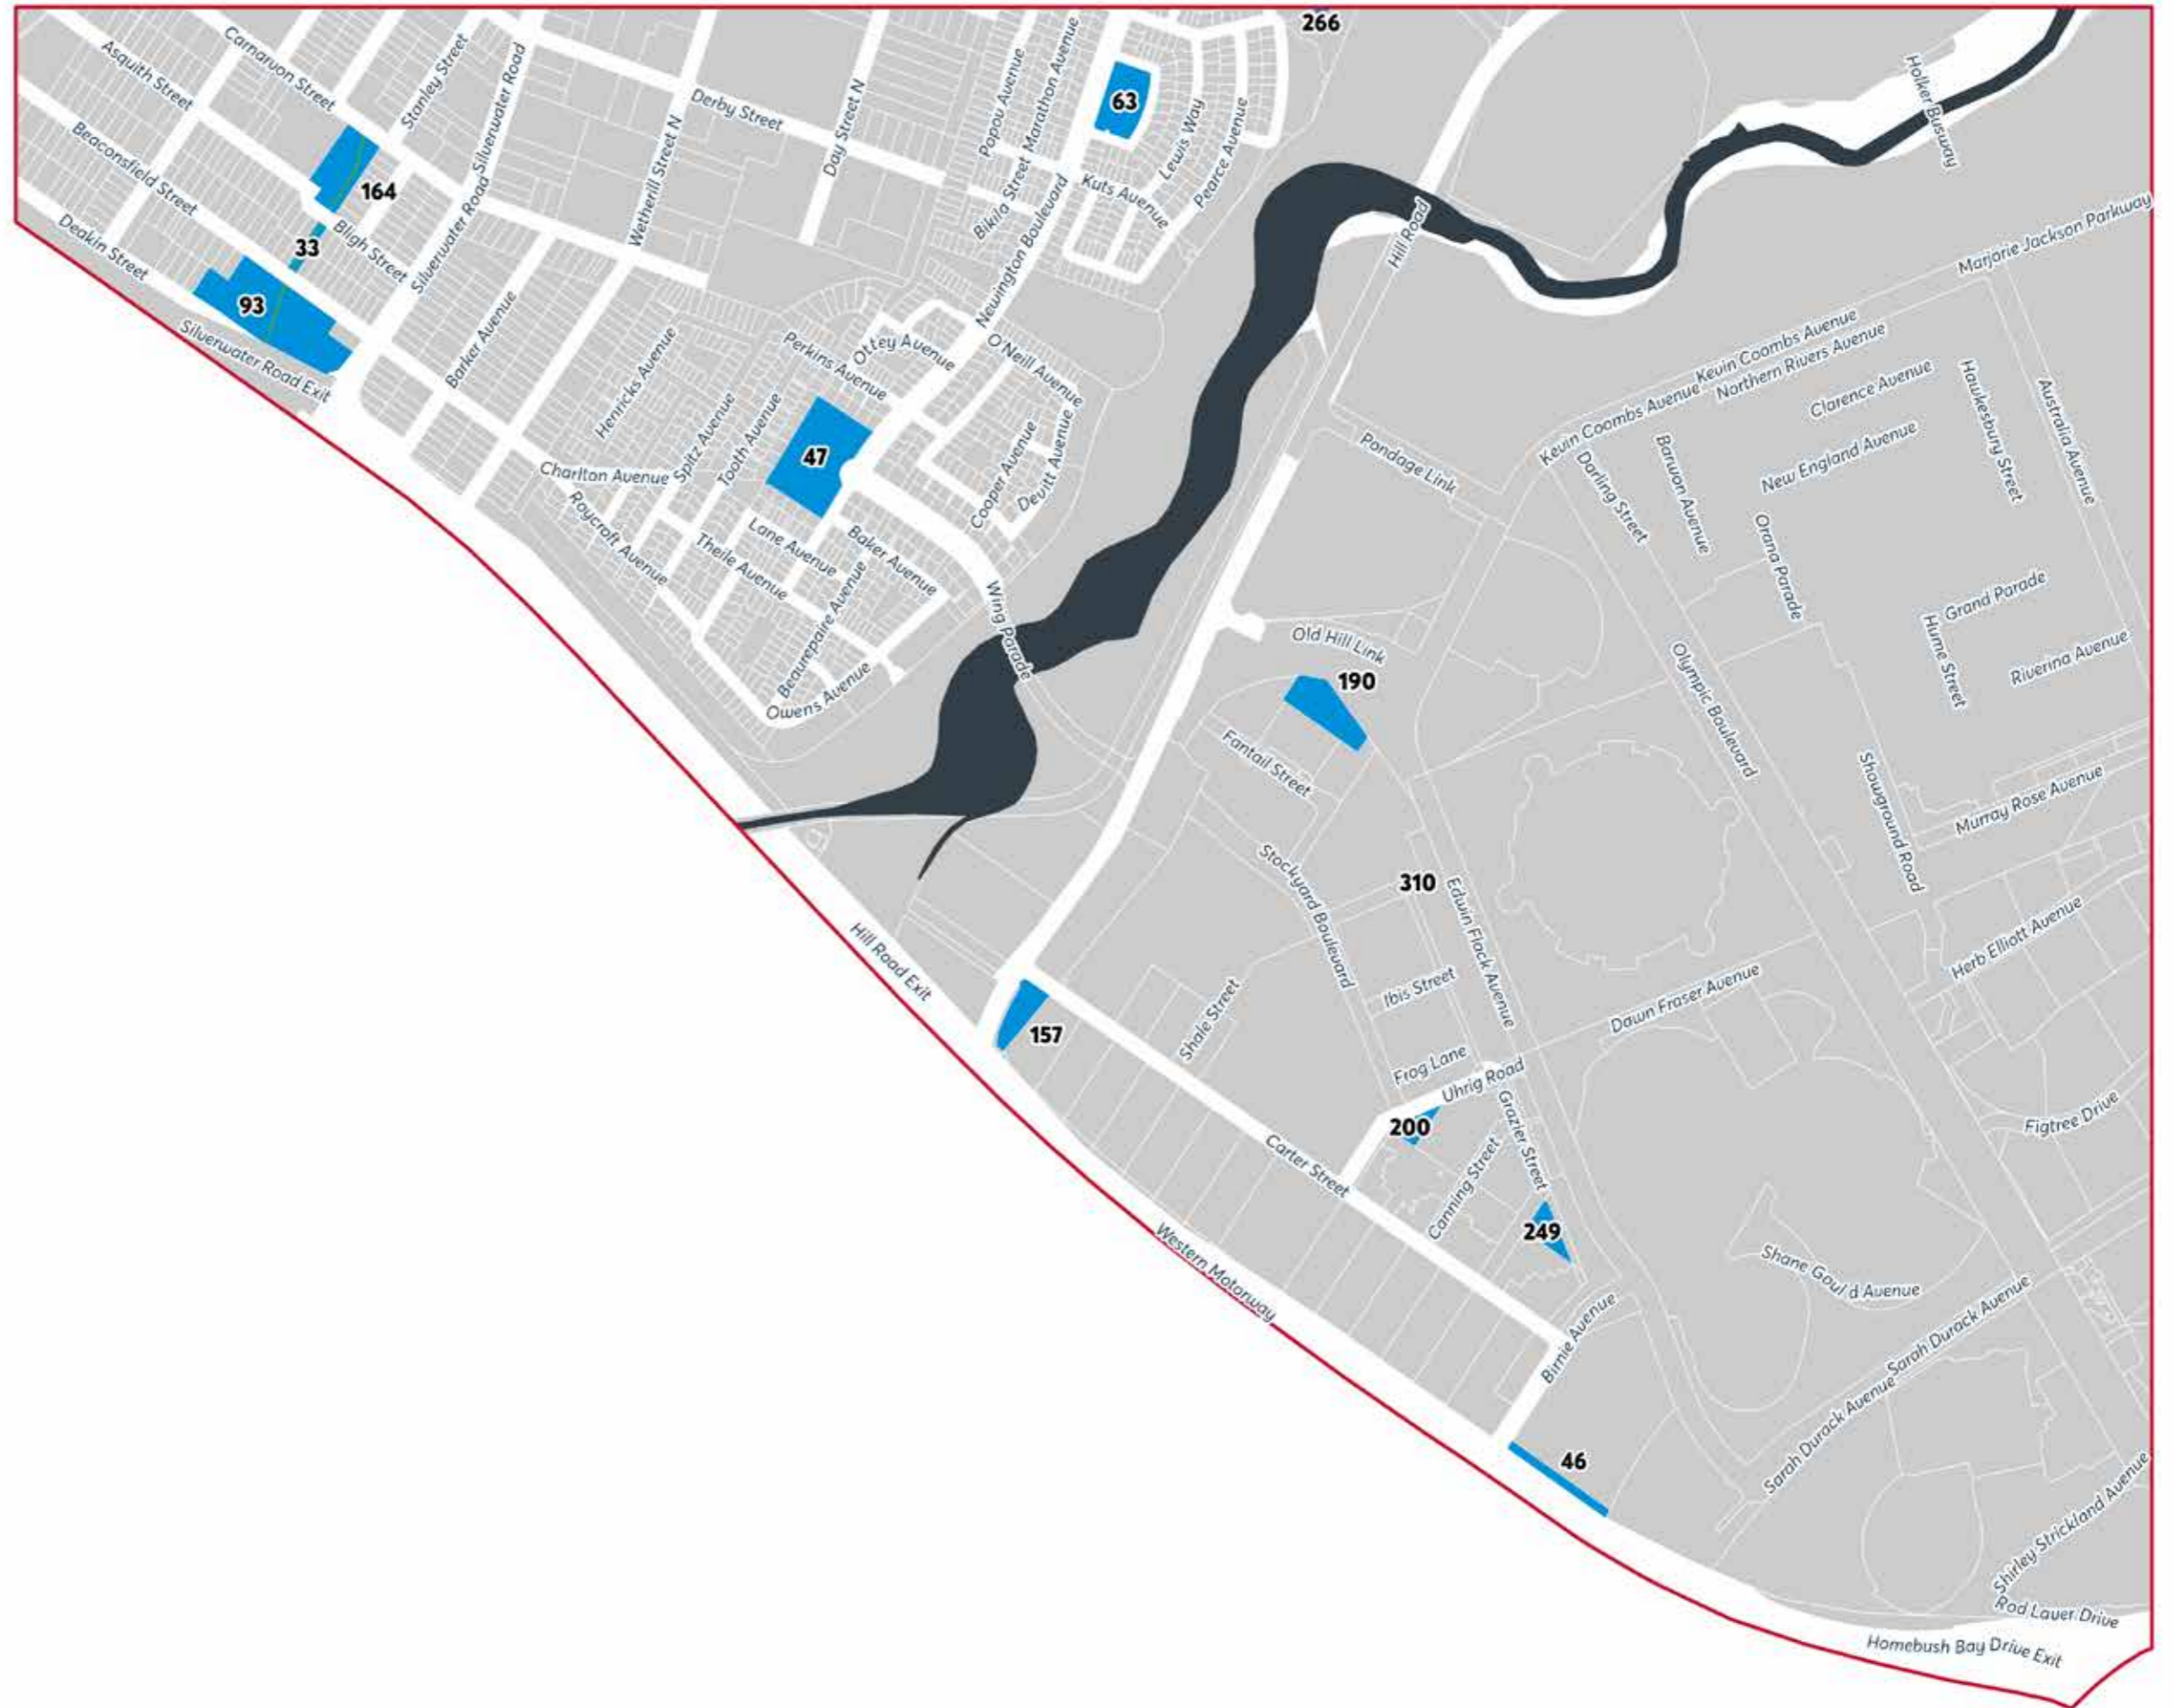 266
Carnarvon Street
Asquith Street
Stanley Street
Silverwater Road
Derby Street
Day Street N
Popov Avenue
Marathon Avenue
63
Lewis Way
Pearce Avenue
Holker Busway
Beaconsfield Street
164
Silverwater Road
Wetherill Street N
Bikila Street
Kuts Avenue
Newington Boulevard
Hill Road
Marjorie Jackson Parkway
Deakin Street
33
Bligh Street
93
Silverwater Road Exit
Barker Avenue
Henricks Avenue
Perkins Avenue
Ottey Avenue
O'Neill Avenue
Kevin Coombs Avenue
Northern Rivers Avenue
Kevin Coombs Avenue
Clarence Avenue
Hawkesbury Street
Australia Avenue
Spitz Avenue
Tooth Avenue
47
Cooper Avenue
Devitt Avenue
Pondage Link
Darling Street
Barwon Avenue
New England Avenue
Charlton Avenue
Roycroft Avenue
Theile Avenue
Lane Avenue
Baker Avenue
Beaurepaire Avenue
Owens Avenue
Wing Parade
Orana Parade
Grand Parade
Hume Street
Riverina Avenue
Old Hill Link
190
Fantail Street
Olympic Boulevard
Showground Road
Murray Rose Avenue
Stockyard Boulevard
310
Edwin Flack Avenue
Herb Elliott Avenue
Hill Road Exit
157
Shale Street
Ibis Street
Dawn Fraser Avenue
Frog Lane
Uhrig Road
200
Grazier Street
Canning Street
Carter Street
249
Figtree Drive
Western Motorway
Shane Gould Avenue
Sarah Durack Avenue
Birnie Avenue
Sarah Durack Avenue
46
Shirley Strickland Avenue
Rod Laver Drive
Homebush Bay Drive Exit